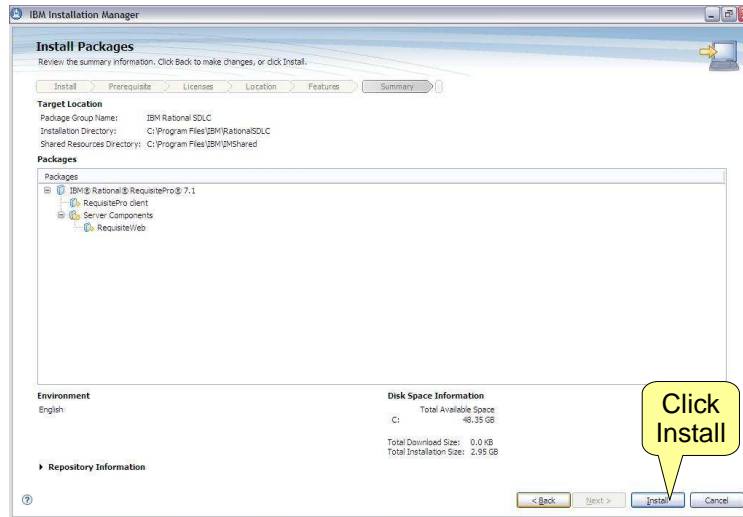 IBM Installation Manager
Install Packages
Review the summary information. Click Back to make changes, or click Install.
Install Prerequisite Licenses Location Features Summary
Target Location
Package Group Name: IBM Rational SDLC
Installation Directory: C:\Program Files\IBM\RationalSDLC
Shared Resources Directory: C:\Program Files\IBM\IMShared
Packages
Packages
IBM® Rational® RequisitePro® 7.1
RequisitePro client
Server Components
RequisiteWeb
Environment
English
Disk Space Information
Total Available Space
C: 48.35 GB
Total Download Size: 0.0 KB
Total Installation Size: 2.95 GB
Click
Install
Repository Information
? < Back Next > Install Cancel